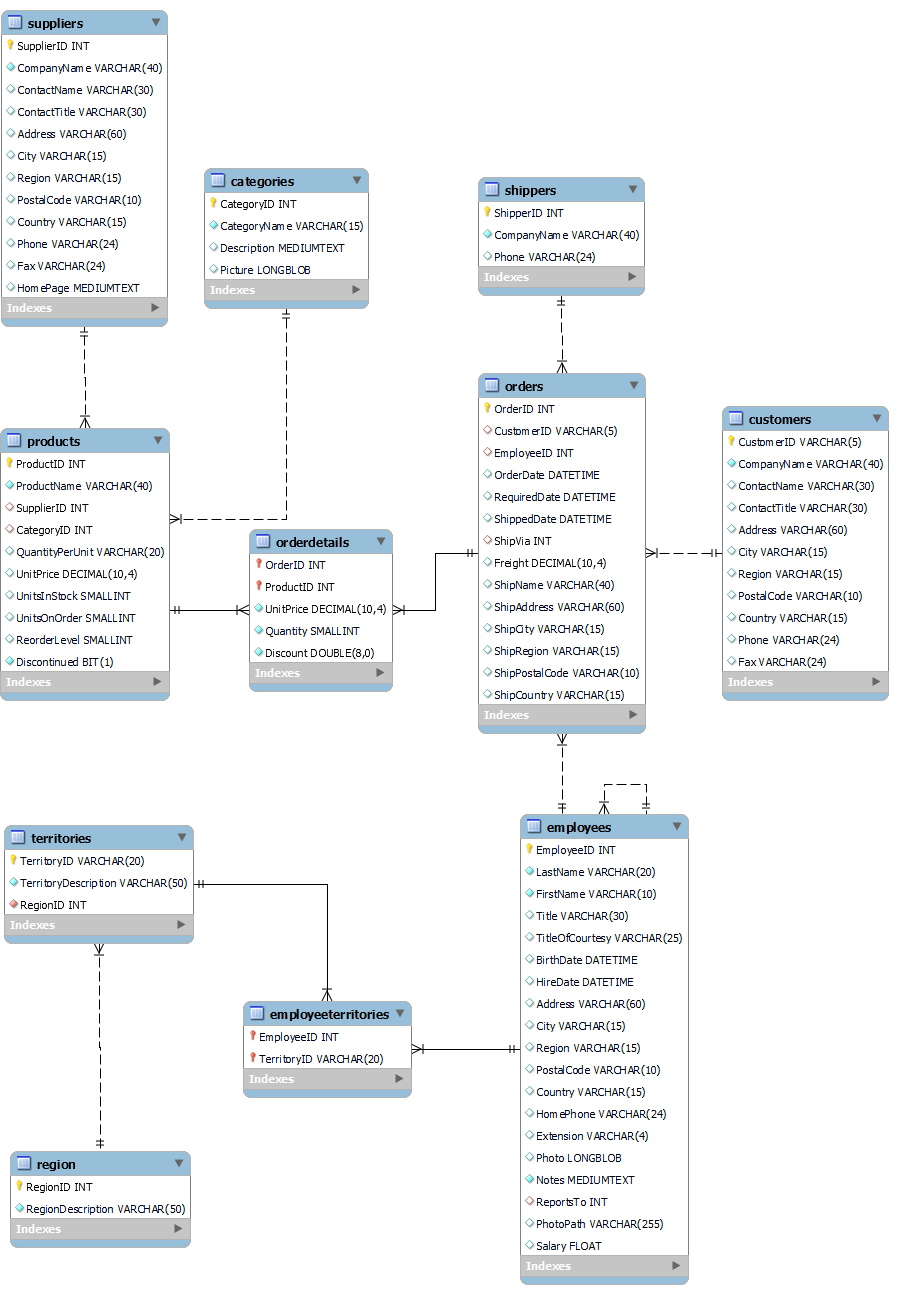 suppliers
SupplierID INT
CompanyName VARCHAR(40)
ContactName VARCHAR(30)
ContactTitle VARCHAR(30)
Address VARCHAR(60)
City VARCHAR(15)
Region VARCHAR(15)
PostalCode VARCHAR(10)
Country VARCHAR(15)
Phone VARCHAR(24)
Fax VARCHAR(24)
HomePage MEDIUMTEXT
Indexes
categories
CategoryID INT
CategoryName VARCHAR(15)
Description MEDIUMTEXT
Picture LONGBLOB
Indexes
shippers
ShipperID INT
CompanyName VARCHAR(40)
Phone VARCHAR(24)
Indexes
products
ProductID INT
ProductName VARCHAR(40)
SupplierID INT
CategoryID INT
QuantityPerUnit VARCHAR(20)
UnitPrice DECIMAL(10,4)
UnitsInStock SMALLINT
UnitsOnOrder SMALLINT
ReorderLevel SMALLINT
Discontinued BIT(1)
Indexes
orderdetails
OrderID INT
ProductID INT
UnitPrice DECIMAL(10,4)
Quantity SMALLINT
Discount DOUBLE(8,0)
Indexes
orders
OrderID INT
CustomerID VARCHAR(5)
EmployeeID INT
OrderDate DATETIME
RequiredDate DATETIME
ShippedDate DATETIME
ShipVia INT
Freight DECIMAL(10,4)
ShipName VARCHAR(40)
ShipAddress VARCHAR(60)
ShipCity VARCHAR(15)
ShipRegion VARCHAR(15)
ShipPostalCode VARCHAR(10)
ShipCountry VARCHAR(15)
Indexes
customers
CustomerID VARCHAR(5)
CompanyName VARCHAR(40)
ContactName VARCHAR(30)
ContactTitle VARCHAR(30)
Address VARCHAR(60)
City VARCHAR(15)
Region VARCHAR(15)
PostalCode VARCHAR(10)
Country VARCHAR(15)
Phone VARCHAR(24)
Fax VARCHAR(24)
Indexes
territories
TerritoryID VARCHAR(20)
TerritoryDescription VARCHAR(50)
RegionID INT
Indexes
employeeterritories
EmployeeID INT
TerritoryID VARCHAR(20)
Indexes
employees
EmployeeID INT
LastName VARCHAR(20)
FirstName VARCHAR(10)
Title VARCHAR(30)
TitleOfCourtesy VARCHAR(25)
BirthDate DATETIME
HireDate DATETIME
Address VARCHAR(60)
City VARCHAR(15)
Region VARCHAR(15)
PostalCode VARCHAR(10)
Country VARCHAR(15)
HomePhone VARCHAR(24)
Extension VARCHAR(4)
Photo LONGBLOB
Notes MEDIUMTEXT
ReportsTo INT
PhotoPath VARCHAR(255)
Salary FLOAT
Indexes
region
RegionID INT
RegionDescription VARCHAR(50)
Indexes